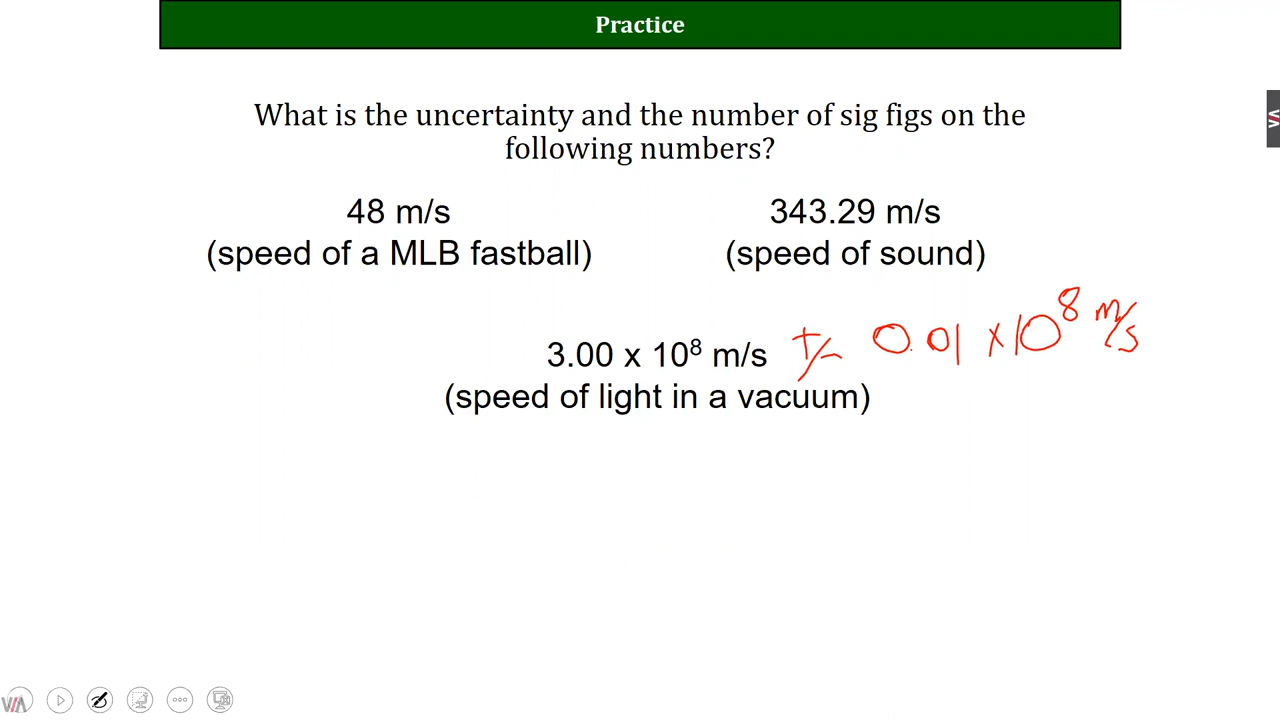 Practice
What is the uncertainty and the number of sig figs on the
following numbers?
48 m/s
(speed of a MLB fastball)
343.29 m/s
(speed of sound)
3.00 x 10⁸ m/s +/- 0.01 x 10⁸ m/s
(speed of light in a vacuum)